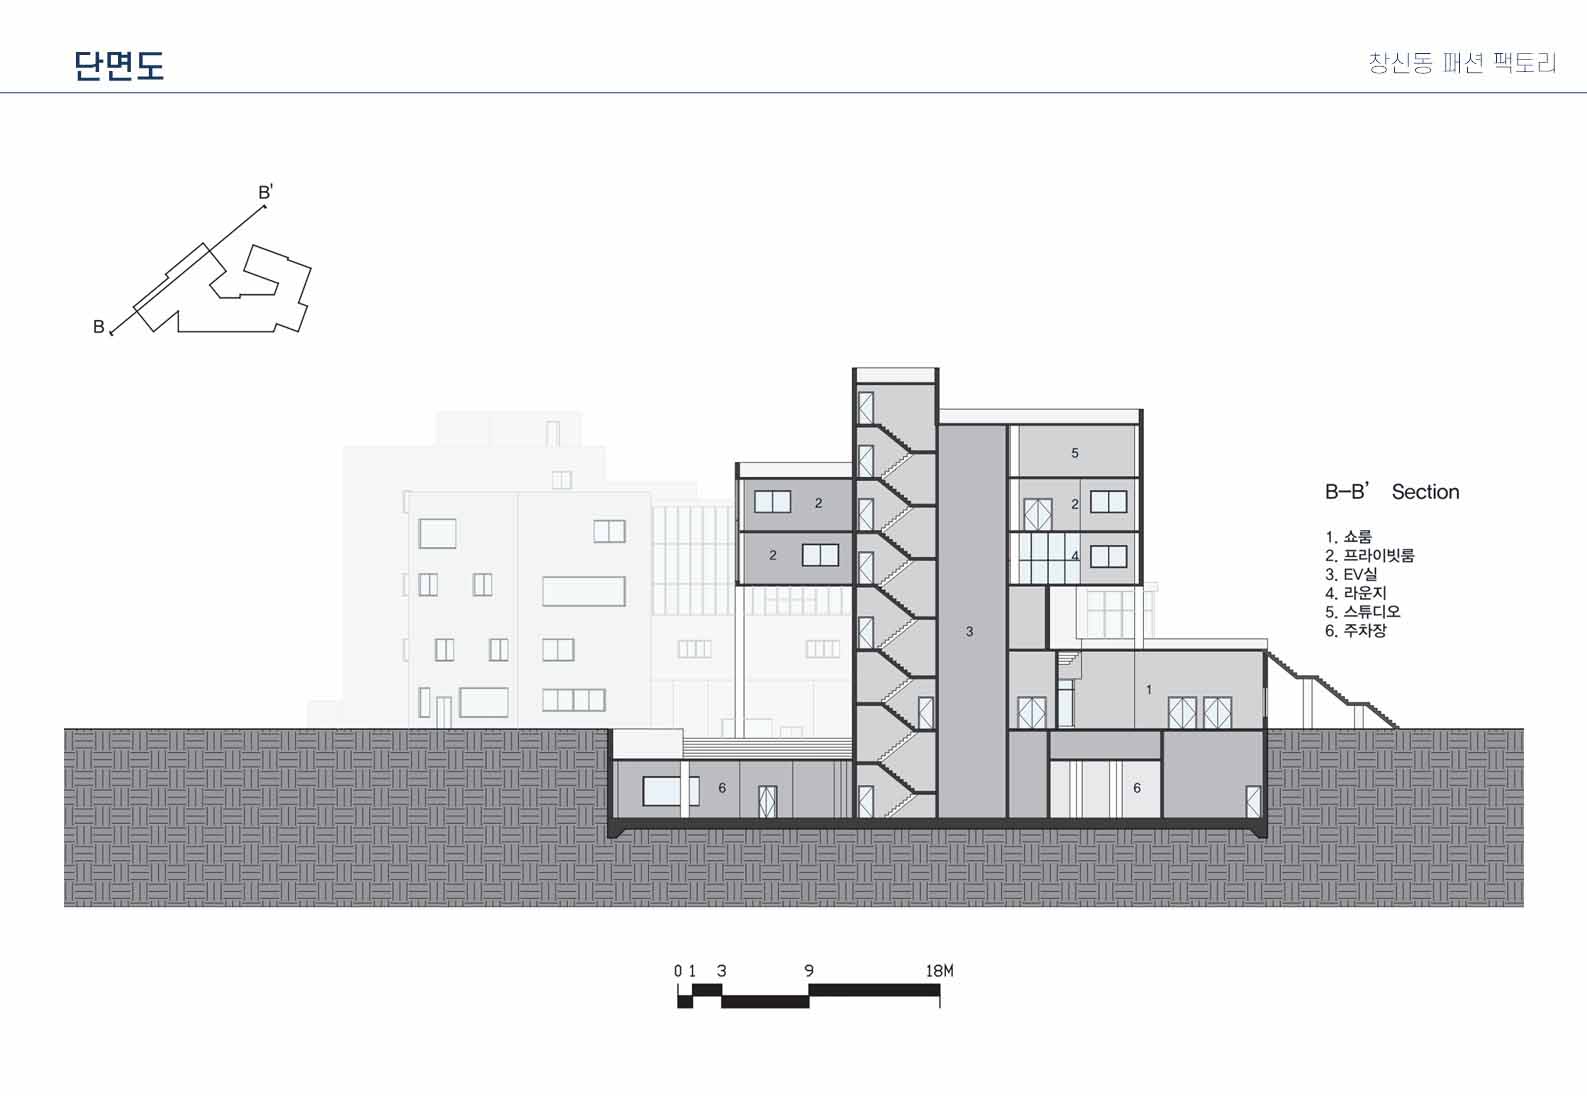 단면도
창신동 패션 팩토리
B'
B
5
2
2
2
4
3
1
6
6
B-B' Section
1. 쇼룸
2. 프라이빗룸
3. EV실
4. 라운지
5. 스튜디오
6. 주차장
0 1 3 9 18M